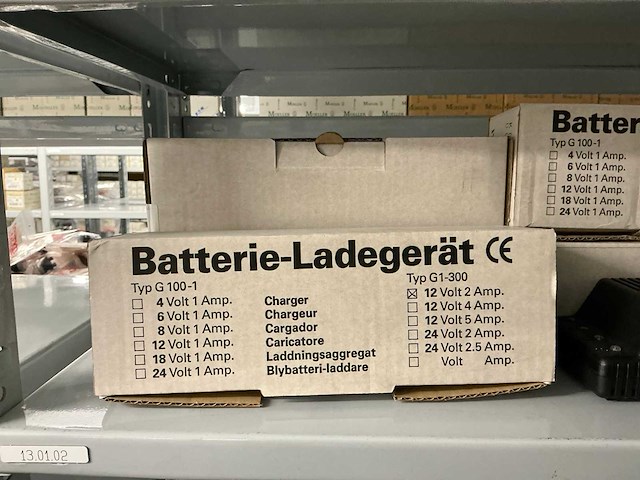 MUELLER MUELLER MUELLER MUELLER
Batterie-Ladegerät CE
Typ G 100-1
☐ 4 Volt 1 Amp.
☐ 6 Volt 1 Amp.
☐ 8 Volt 1 Amp.
☐ 12 Volt 1 Amp.
☐ 18 Volt 1 Amp.
☐ 24 Volt 1 Amp.
Charger
Chargeur
Cargador
Caricatore
Laddningsaggregat
Blybatteri-laddare
Typ G1-300
☒ 12 Volt 2 Amp.
☐ 12 Volt 4 Amp.
☐ 12 Volt 5 Amp.
☐ 24 Volt 2 Amp.
☐ 24 Volt 2.5 Amp.
☐ Volt Amp.
Batter
Typ G 100-1
☐ 4 Volt 1 Amp.
☐ 6 Volt 1 Amp.
☐ 8 Volt 1 Amp.
☐ 12 Volt 1 Amp.
☐ 18 Volt 1 Amp.
☐ 24 Volt 1 Amp.
13.01.02